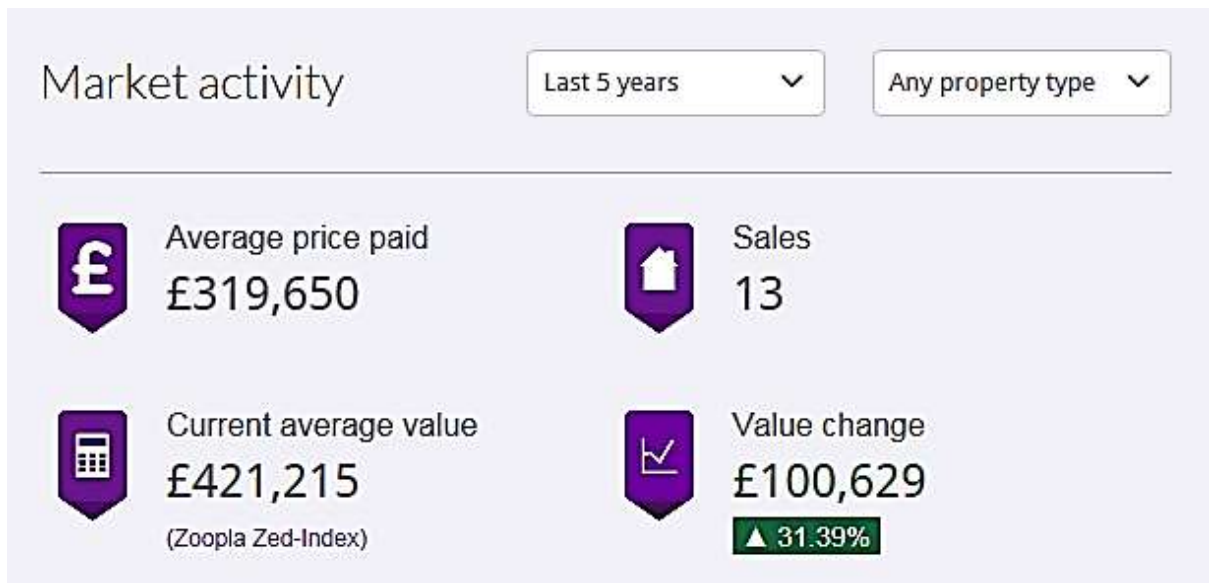 Market activity
Last 5 years
Any property type
Average price paid
£319,650
Sales
13
Current average value
£421,215
(Zoopla Zed-Index)
Value change
£100,629
▲ 31.39%